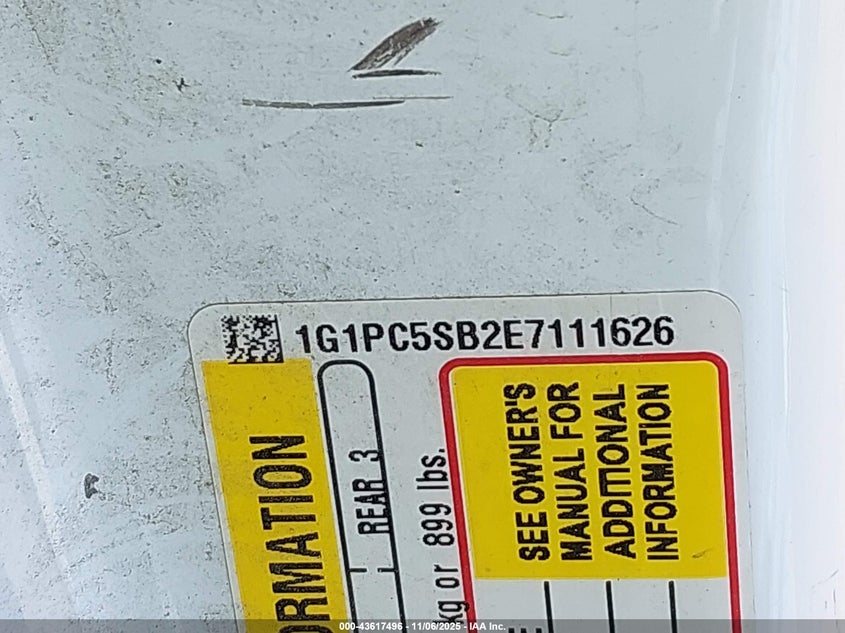 1G1PC5SB2E7111626
ORMATION
REAR 3
kg or 899 lbs.
SEE OWNER'S
MANUAL FOR
ADDITIONAL
INFORMATION
E
000-43617496 - 11/06/2025 - IAA Inc.